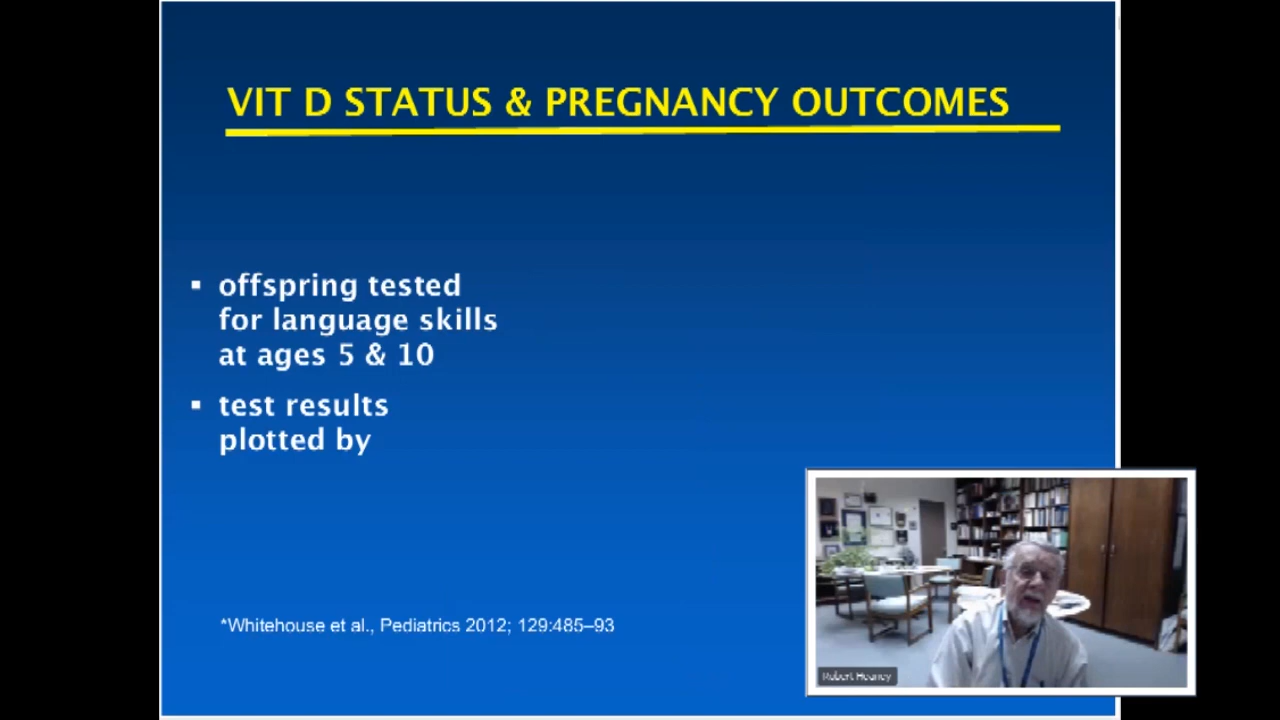 VIT D STATUS & PREGNANCY OUTCOMES
▪ offspring tested
for language skills
at ages 5 & 10
▪ test results
plotted by
*Whitehouse et al., Pediatrics 2012; 129:485–93
Robert Heaney